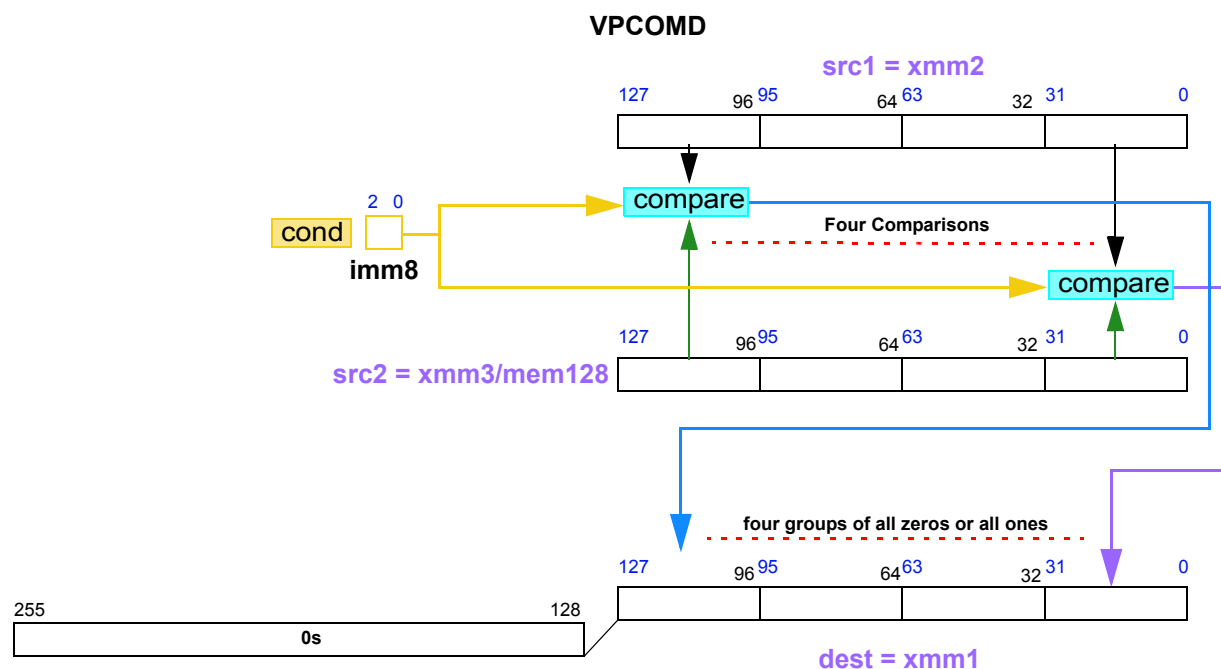 VPCOMD
src1 = xmm2
127 96 95 64 63 32 31 0
compare
2 0
cond
Four Comparisons
imm8
compare
127 96 95 64 63 32 31 0
src2 = xmm3/mem128
four groups of all zeros or all ones
127 96 95 64 63 32 31 0
255 128
0s
dest = xmm1